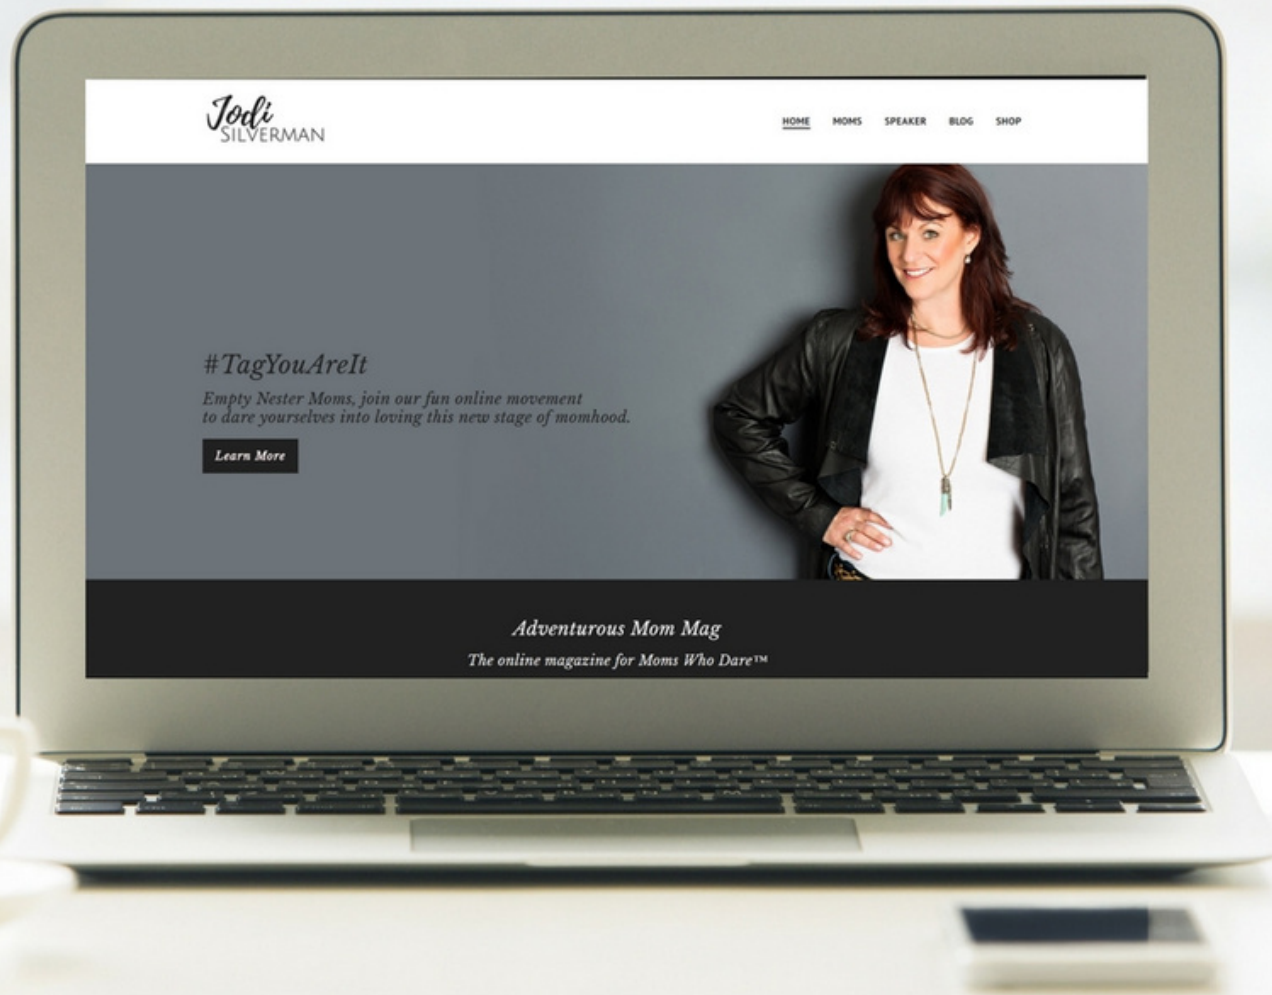 Jodi
SILVERMAN
HOME MOMS SPEAKER BLOG SHOP
#TagYouAreIt
Empty Nester Moms, join our fun online movement
to dare yourselves into loving this new stage of momhood.
Learn More
Adventurous Mom Mag
The online magazine for Moms Who Dare™